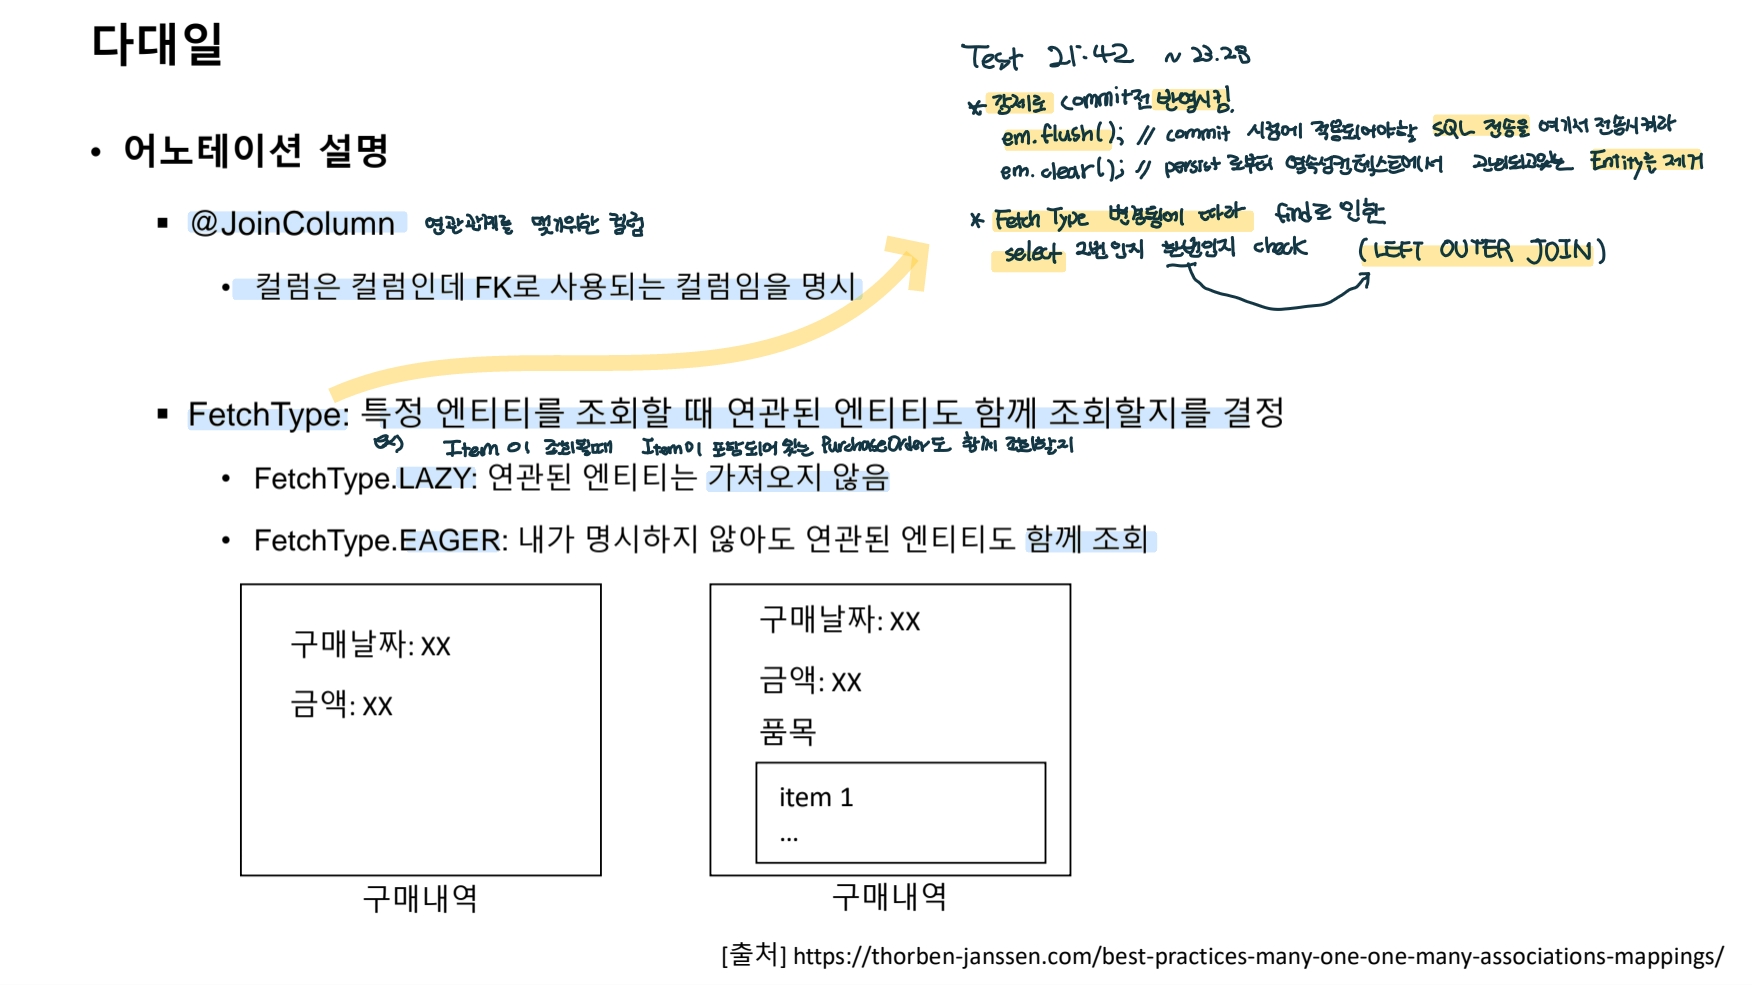 다대일
Test 21:42 ~ 23.28
* 강제로 commit전 반영시킴.
em.flush(); // commit 시점에 적용되어야할 SQL 전송을 여기서 전송시켜라
em.clear(); // persist 로부터 영속성컨텍스트에서 관리되고있는 Entity을 제거
• 어노테이션 설명
▪ @JoinColumn 연관관계를 맺기위한 컬럼
• 컬럼은 컬럼인데 FK로 사용되는 컬럼임을 명시
* Fetch Type 변경됨에 따라 find로 인한
select 2번인지 한번인지 check (LEFT OUTER JOIN)
▪ FetchType: 특정 엔티티를 조회할 때 연관된 엔티티도 함께 조회할지를 결정
ex) Item 이 조회될때 Item이 포함되어 있는 PurchaseOrder도 함께 조회할지
• FetchType.LAZY: 연관된 엔티티는 가져오지 않음
• FetchType.EAGER: 내가 명시하지 않아도 연관된 엔티티도 함께 조회
구매날짜: XX
금액: XX
구매내역
구매날짜: XX
금액: XX
품목
item 1
...
구매내역
[출처] https://thorben-janssen.com/best-practices-many-one-one-many-associations-mappings/